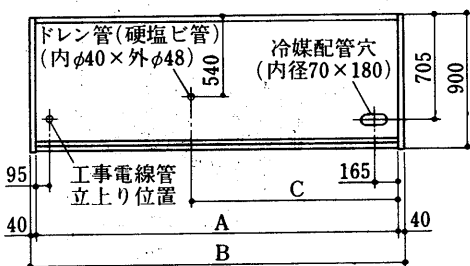 ドレン管(硬塩ビ管)
(内φ40×外φ48)
540
冷媒配管穴
(内径70×180)
705
900
95
工事電線管
立上り位置
165
C
40
A
40
B